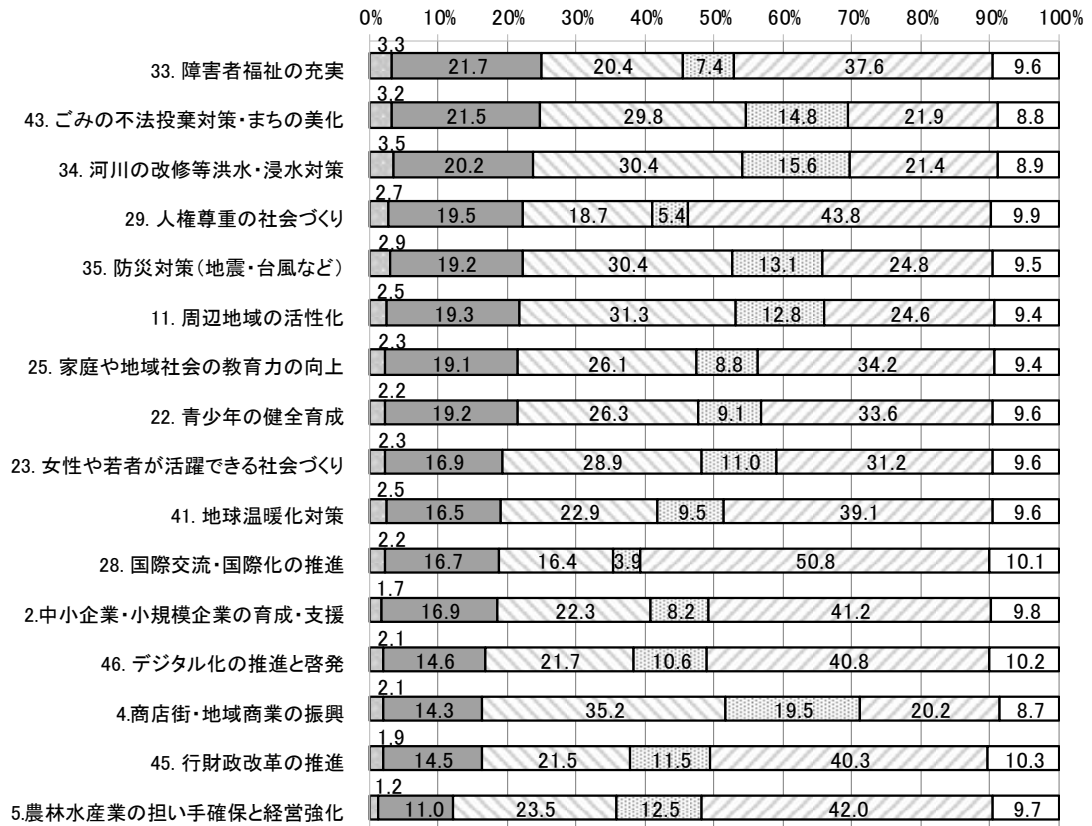 0% 10% 20% 30% 40% 50% 60% 70% 80% 90% 100%
33. 障害者福祉の充実 3.3 21.7 20.4 7.4 37.6 9.6
43. ごみの不法投棄対策・まちの美化 3.2 21.5 29.8 14.8 21.9 8.8
34. 河川の改修等洪水・浸水対策 3.5 20.2 30.4 15.6 21.4 8.9
29. 人権尊重の社会づくり 2.7 19.5 18.7 5.4 43.8 9.9
35. 防災対策（地震・台風など） 2.9 19.2 30.4 13.1 24.8 9.5
11. 周辺地域の活性化 2.5 19.3 31.3 12.8 24.6 9.4
25. 家庭や地域社会の教育力の向上 2.3 19.1 26.1 8.8 34.2 9.4
22. 青少年の健全育成 2.2 19.2 26.3 9.1 33.6 9.6
23. 女性や若者が活躍できる社会づくり 2.3 16.9 28.9 11.0 31.2 9.6
41. 地球温暖化対策 2.5 16.5 22.9 9.5 39.1 9.6
28. 国際交流・国際化の推進 2.2 16.7 16.4 3.9 50.8 10.1
2.中小企業・小規模企業の育成・支援 1.7 16.9 22.3 8.2 41.2 9.8
46. デジタル化の推進と啓発 2.1 14.6 21.7 10.6 40.8 10.2
4.商店街・地域商業の振興 2.1 14.3 35.2 19.5 20.2 8.7
45. 行財政改革の推進 1.9 14.5 21.5 11.5 40.3 10.3
5.農林水産業の担い手確保と経営強化 1.2 11.0 23.5 12.5 42.0 9.7